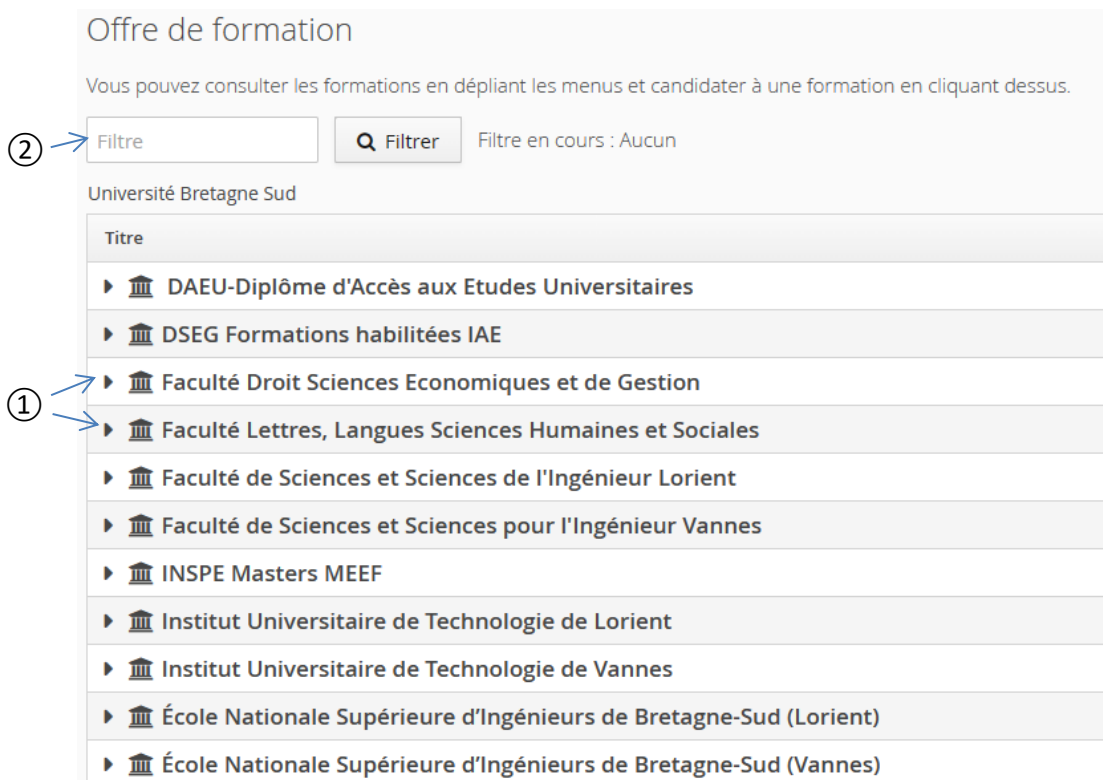 Offre de formation
Vous pouvez consulter les formations en dépliant les menus et candidater à une formation en cliquant dessus.
② Filtre Filtrer Filtre en cours : Aucun
Université Bretagne Sud
Titre
DAEU-Diplôme d'Accès aux Etudes Universitaires
DSEG Formations habilitées IAE
Faculté Droit Sciences Economiques et de Gestion
①
Faculté Lettres, Langues Sciences Humaines et Sociales
Faculté de Sciences et Sciences de l'Ingénieur Lorient
Faculté de Sciences et Sciences pour l'Ingénieur Vannes
INSPE Masters MEEF
Institut Universitaire de Technologie de Lorient
Institut Universitaire de Technologie de Vannes
École Nationale Supérieure d’Ingénieurs de Bretagne-Sud (Lorient)
École Nationale Supérieure d’Ingénieurs de Bretagne-Sud (Vannes)